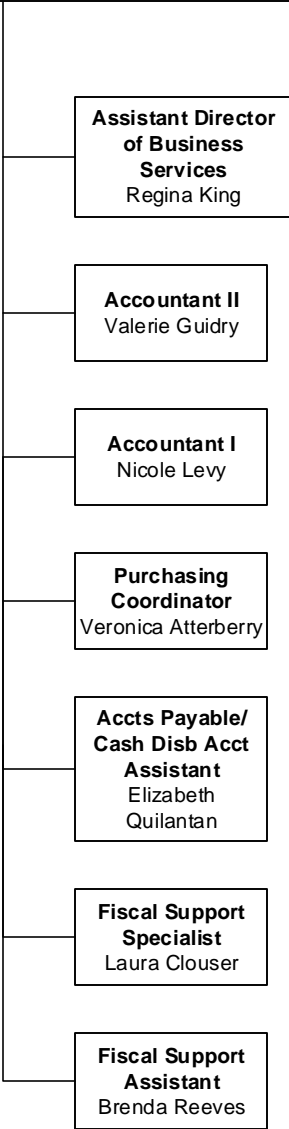 Assistant Director
of Business
Services
Regina King
Accountant II
Valerie Guidry
Accountant I
Nicole Levy
Purchasing
Coordinator
Veronica Atterberry
Accts Payable/
Cash Disb Acct
Assistant
Elizabeth
Quilantan
Fiscal Support
Specialist
Laura Clouser
Fiscal Support
Assistant
Brenda Reeves